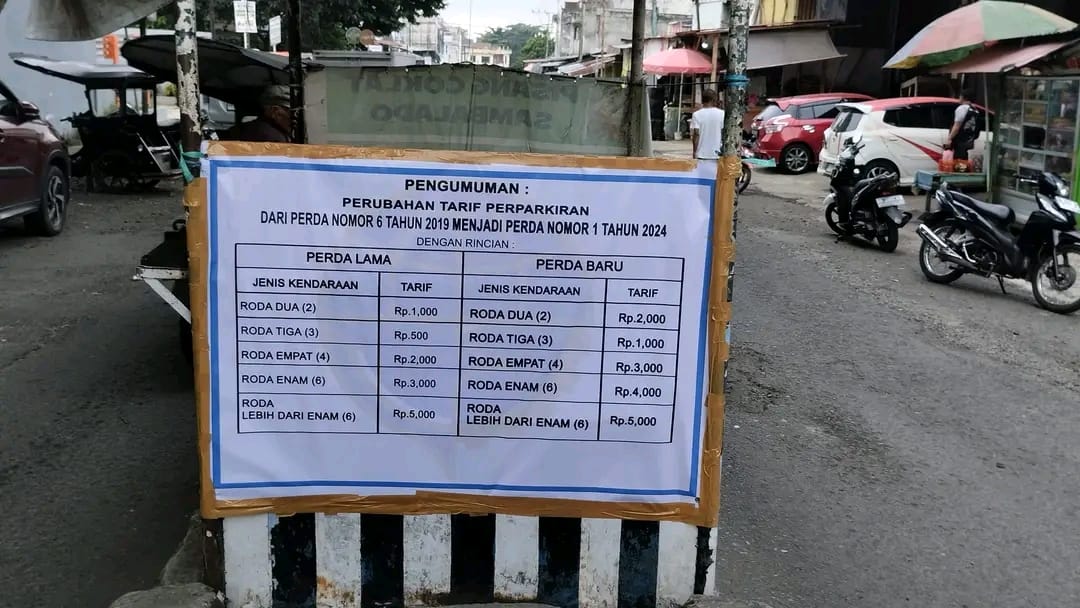 PISANG COKLAT
SAMBALADO
PENGUMUMAN :
PERUBAHAN TARIF PERPARKIRAN
DARI PERDA NOMOR 6 TAHUN 2019 MENJADI PERDA NOMOR 1 TAHUN 2024
DENGAN RINCIAN :
PERDA LAMA PERDA BARU
JENIS KENDARAAN TARIF JENIS KENDARAAN TARIF
RODA DUA (2) Rp.1,000 RODA DUA (2) Rp.2,000
RODA TIGA (3) Rp.500 RODA TIGA (3) Rp.1,000
RODA EMPAT (4) Rp.2,000 RODA EMPAT (4) Rp.3,000
RODA ENAM (6) Rp.3,000 RODA ENAM (6) Rp.4,000
RODA
LEBIH DARI ENAM (6) Rp.5,000 RODA
LEBIH DARI ENAM (6) Rp.5,000